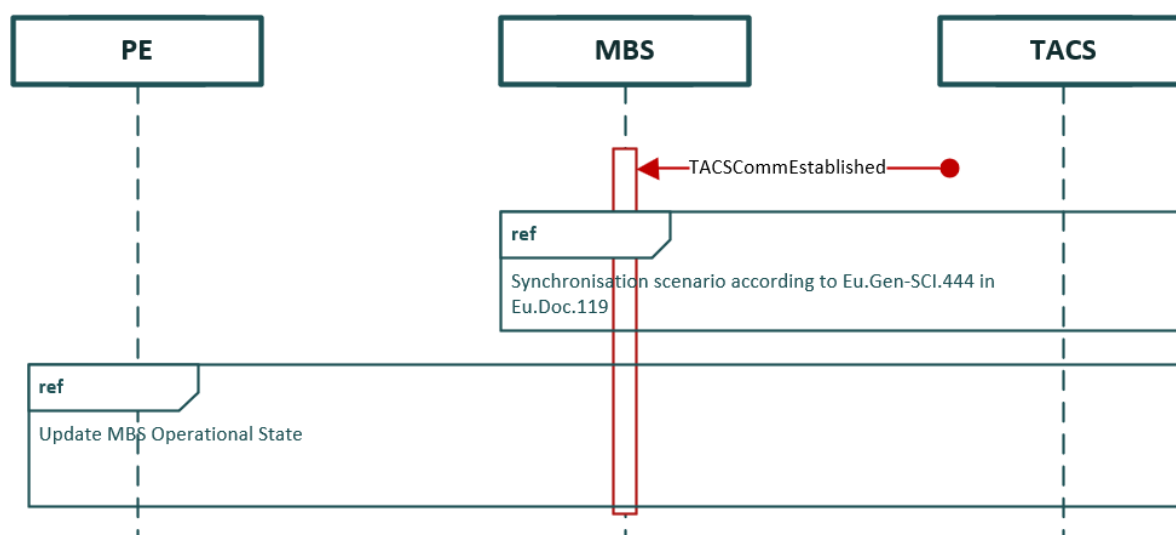 PE
MBS
TACS
TACSCommEstablished
ref
Synchronisation scenario according to Eu.Gen-SCI.444 in
Eu.Doc.119
ref
Update MBS Operational State